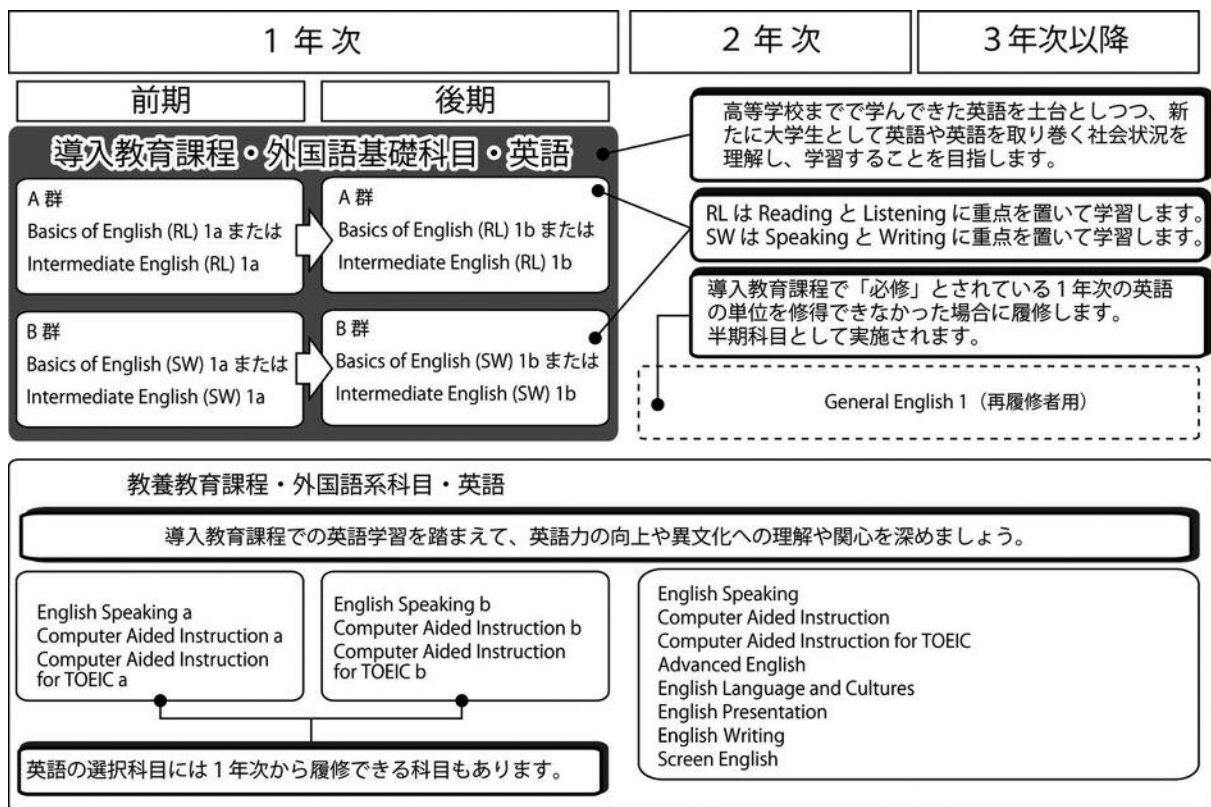 1 年 次
2 年 次
3 年次以降
前期
後期
導入教育課程・外国語基礎科目・英語
A 群
Basics of English (RL) 1a または
Intermediate English (RL) 1a
A 群
Basics of English (RL) 1b または
Intermediate English (RL) 1b
B 群
Basics of English (SW) 1a または
Intermediate English (SW) 1a
B 群
Basics of English (SW) 1b または
Intermediate English (SW) 1b
高等学校までで学んできた英語を土台としつつ、新
たに大学生として英語や英語を取り巻く社会状況を
理解し、学習することを目指します。
RL は Reading と Listening に重点を置いて学習します。
SW は Speaking と Writing に重点を置いて学習します。
導入教育課程で「必修」とされている 1 年次の英語
の単位を修得できなかった場合に履修します。
半期科目として実施されます。
General English 1（再履修者用）
教養教育課程・外国語系科目・英語
導入教育課程での英語学習を踏まえて、英語力の向上や異文化への理解や関心を深めましょう。
English Speaking a
Computer Aided Instruction a
Computer Aided Instruction
for TOEIC a
English Speaking b
Computer Aided Instruction b
Computer Aided Instruction
for TOEIC b
英語の選択科目には 1 年次から履修できる科目もあります。
English Speaking
Computer Aided Instruction
Computer Aided Instruction for TOEIC
Advanced English
English Language and Cultures
English Presentation
English Writing
Screen English